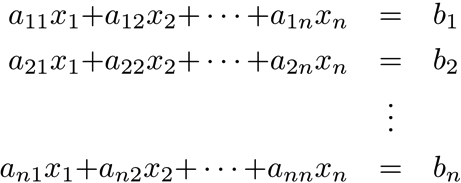 a₁₁x₁+a₁₂x₂+ ⋯ +a₁ₙxₙ = b₁
a₂₁x₁+a₂₂x₂+ ⋯ +a₂ₙxₙ = b₂
⋮
aₙ₁x₁+aₙ₂x₂+ ⋯ +aₙₙxₙ = bₙ